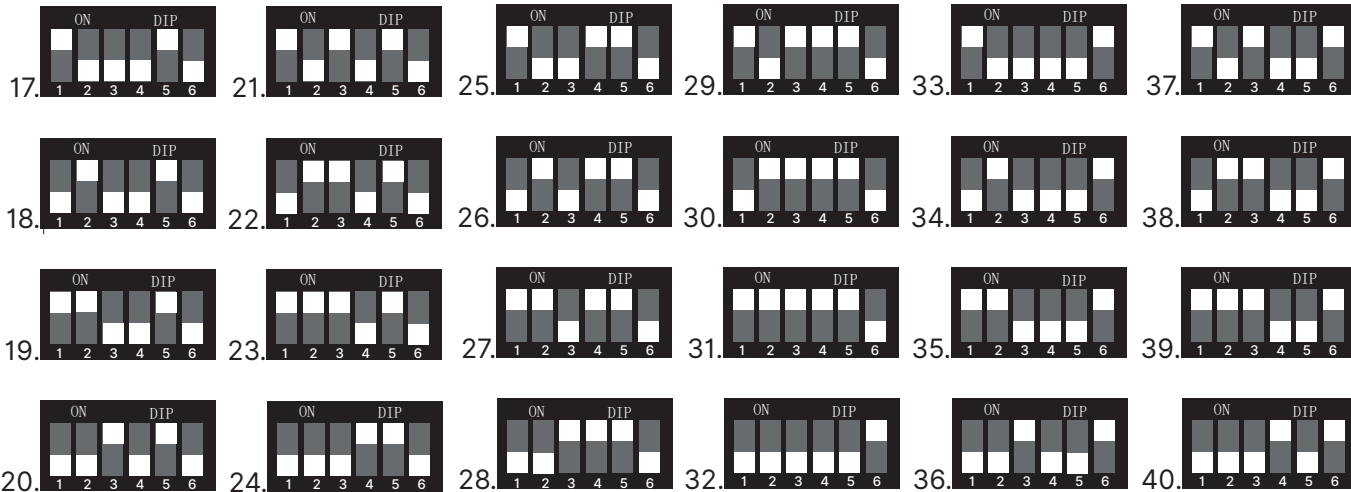 ON DIP
17. 1 2 3 4 5 6
ON DIP
21. 1 2 3 4 5 6
ON DIP
25. 1 2 3 4 5 6
ON DIP
29. 1 2 3 4 5 6
ON DIP
33. 1 2 3 4 5 6
ON DIP
37. 1 2 3 4 5 6
ON DIP
18. 1 2 3 4 5 6
ON DIP
22. 1 2 3 4 5 6
ON DIP
26. 1 2 3 4 5 6
ON DIP
30. 1 2 3 4 5 6
ON DIP
34. 1 2 3 4 5 6
ON DIP
38. 1 2 3 4 5 6
ON DIP
19. 1 2 3 4 5 6
ON DIP
23. 1 2 3 4 5 6
ON DIP
27. 1 2 3 4 5 6
ON DIP
31. 1 2 3 4 5 6
ON DIP
35. 1 2 3 4 5 6
ON DIP
39. 1 2 3 4 5 6
ON DIP
20. 1 2 3 4 5 6
ON DIP
24. 1 2 3 4 5 6
ON DIP
28. 1 2 3 4 5 6
ON DIP
32. 1 2 3 4 5 6
ON DIP
36. 1 2 3 4 5 6
ON DIP
40. 1 2 3 4 5 6